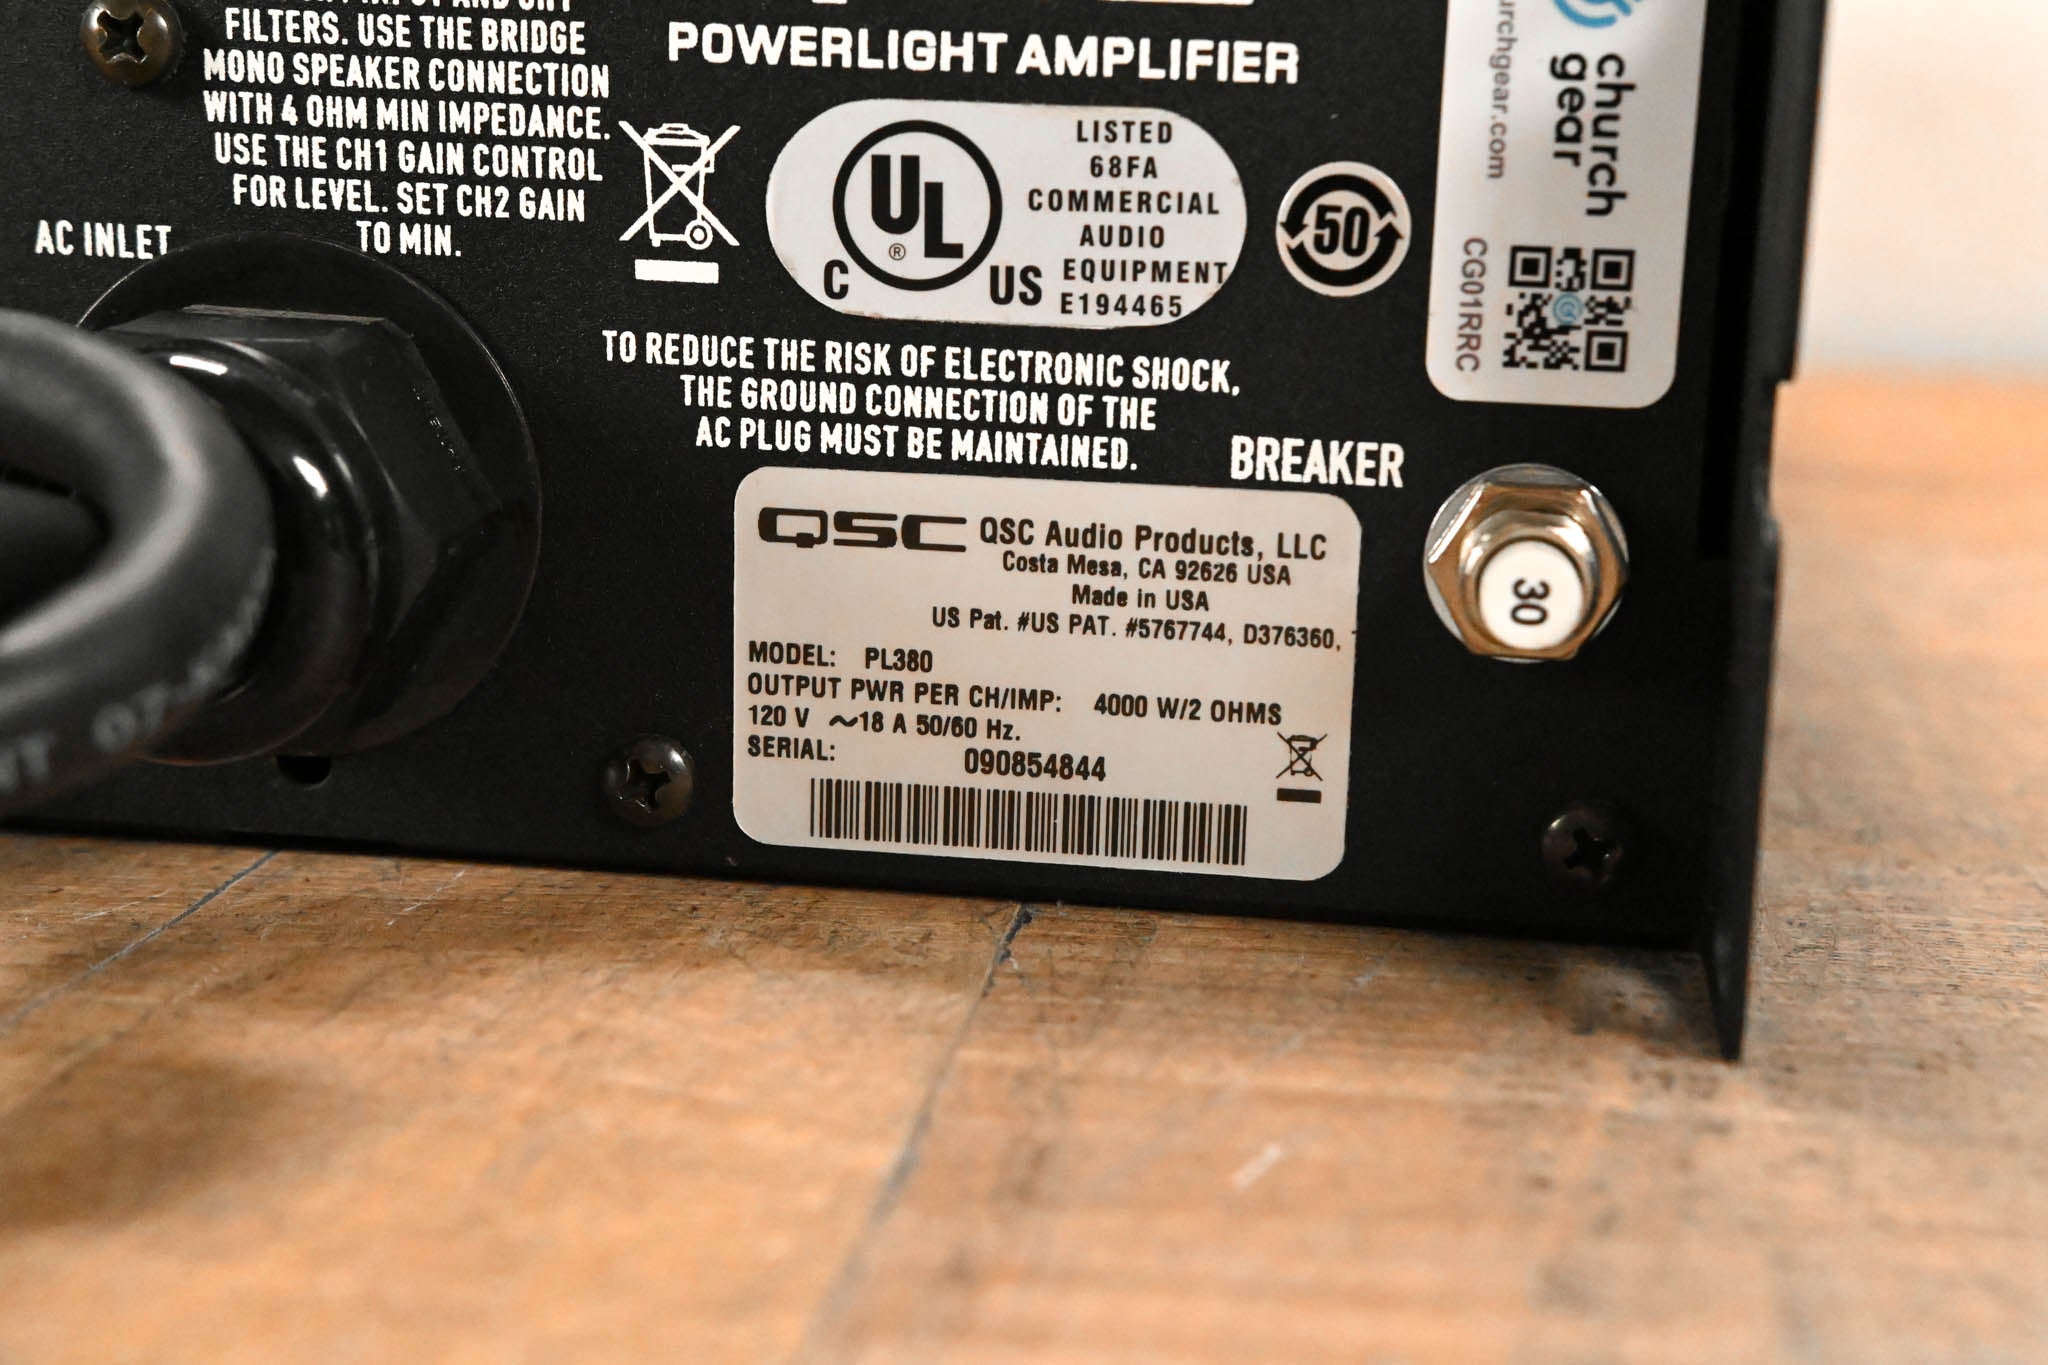 FILTERS. USE THE BRIDGE
MONO SPEAKER CONNECTION
WITH 4 OHM MIN IMPEDANCE.
USE THE CH1 GAIN CONTROL
FOR LEVEL. SET CH2 GAIN
TO MIN.
AC INLET
POWERLIGHT AMPLIFIER
UL
®
C
US
LISTED
68FA
COMMERCIAL
AUDIO
EQUIPMENT
E194465
50
church
gear
urchgear.com
CG01RRC
TO REDUCE THE RISK OF ELECTRONIC SHOCK,
THE GROUND CONNECTION OF THE
AC PLUG MUST BE MAINTAINED.
BREAKER
30
QSC QSC Audio Products, LLC
Costa Mesa, CA 92626 USA
Made in USA
US Pat. #US PAT. #5767744, D376360,
MODEL: PL380
OUTPUT PWR PER CH/IMP: 4000 W/2 OHMS
120 V ~18 A 50/60 Hz.
SERIAL: 090854844